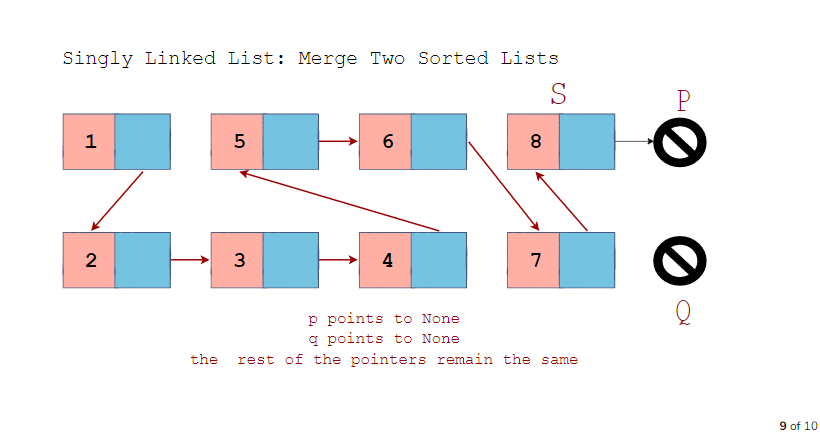 Singly Linked List: Merge Two Sorted Lists
S
P
1
5
6
8
2
3
4
7
Q
p points to None
q points to None
the  rest of the pointers remain the same
9 of 10